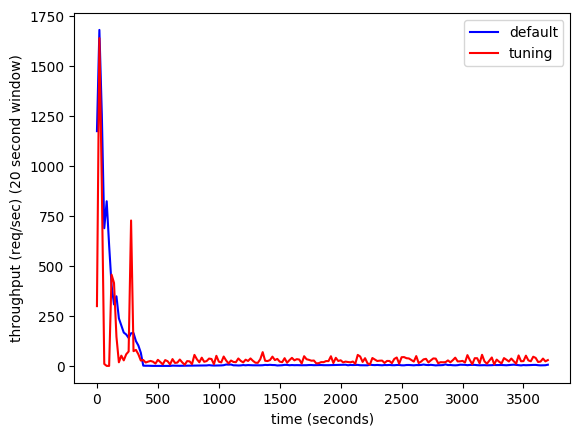 throughput (req/sec) (20 second window)
1750
1500
1250
1000
750
500
250
0
default
tuning
0 500 1000 1500 2000 2500 3000 3500
time (seconds)